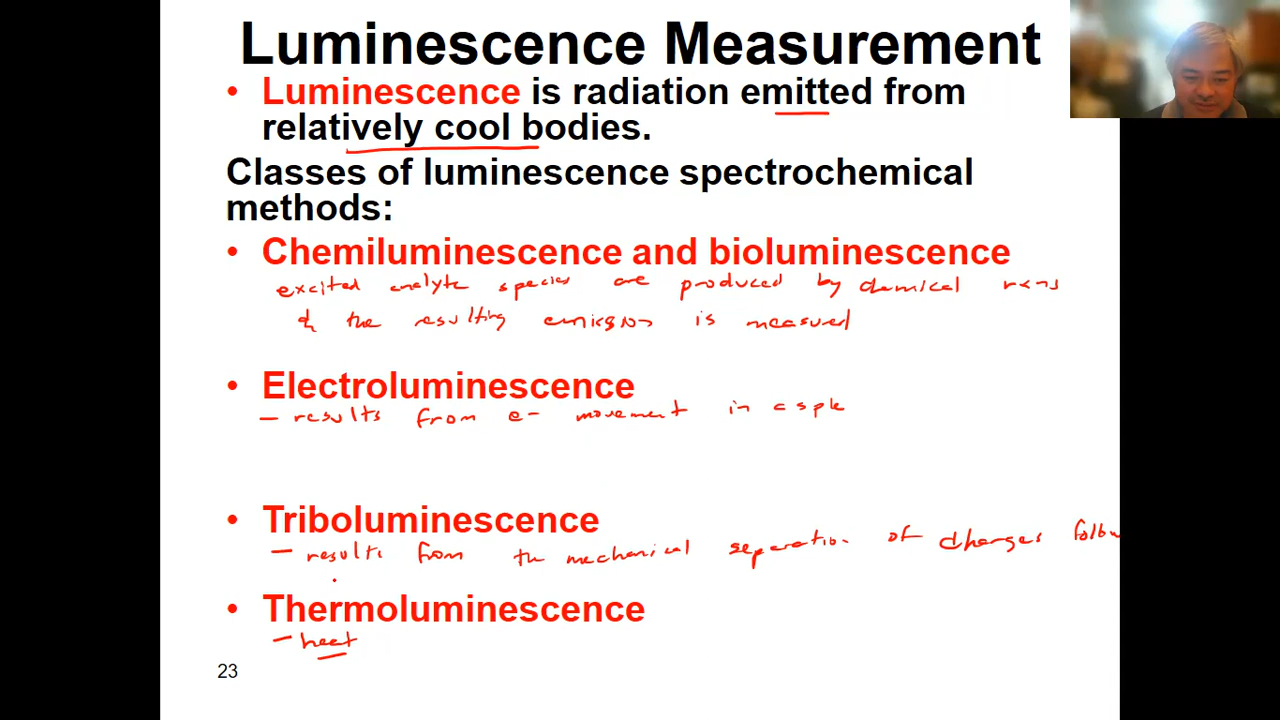 Luminescence Measurement
• Luminescence is radiation emitted from
relatively cool bodies.
Classes of luminescence spectrochemical
methods:
• Chemiluminescence and bioluminescence
excited analyte species are produced by chemical rxns
& the resulting emission is measured
• Electroluminescence
- results from e- movement in a
• Triboluminescence
- results from the mechanical separation of charges follow
• Thermoluminescence
- heat
23